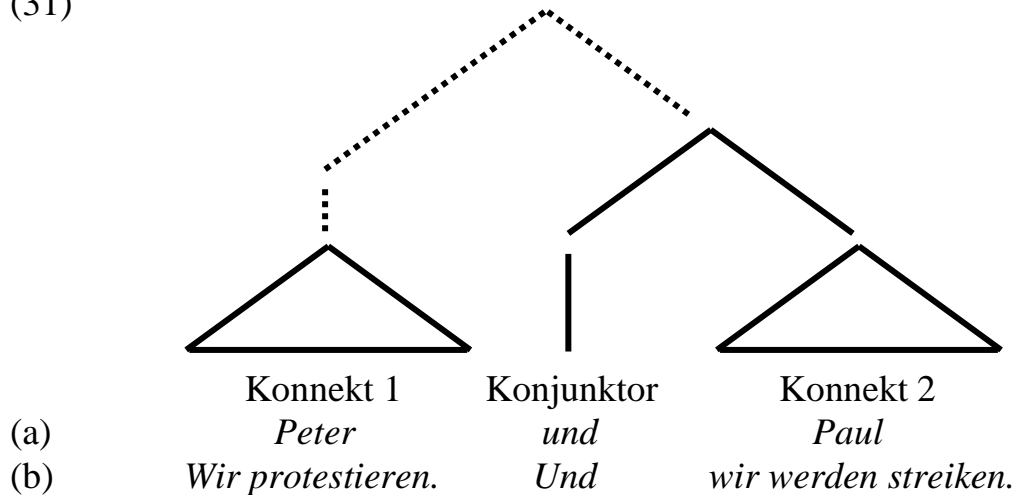 (31)
Konnekt 1 Konjunktor Konnekt 2
(a) Peter und Paul
(b) Wir protestieren. Und wir werden streiken.